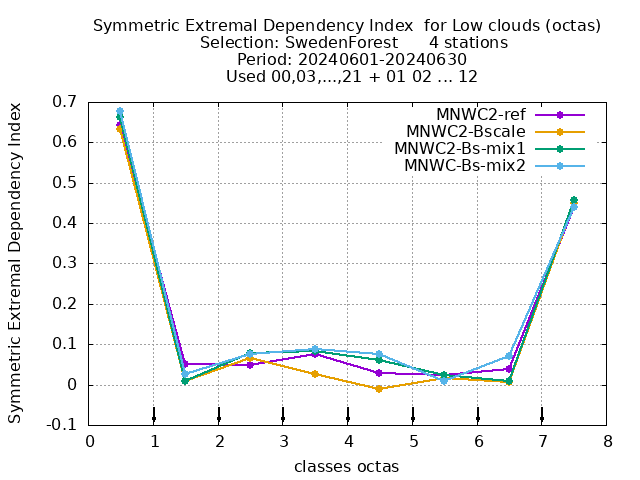 Symmetric Extremal Dependency Index  for Low clouds (octas)
Selection: SwedenForest      4 stations
Period: 20240601-20240630
Used 00,03,...,21 + 01 02 ... 12
Symmetric Extremal Dependency Index
0.7
0.6
0.5
0.4
0.3
0.2
0.1
0
-0.1
MNWC2-ref
MNWC2-Bscale
MNWC2-Bs-mix1
MNWC-Bs-mix2
0 1 2 3 4 5 6 7 8
classes octas